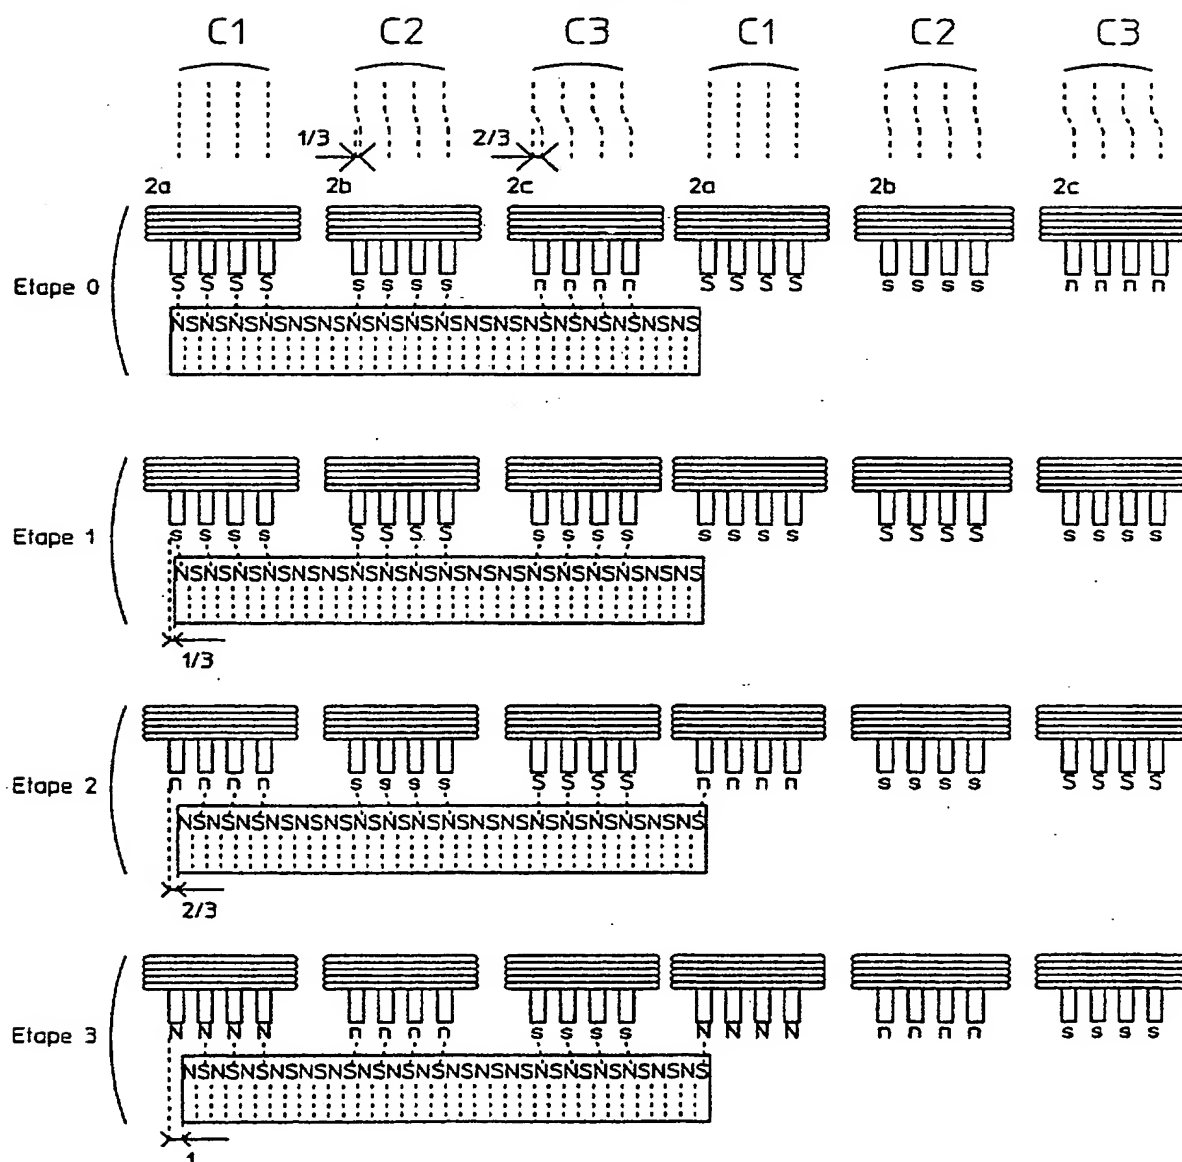 C1 C2 C3 C1 C2 C3
1/3 2/3
2a 2b 2c 2a 2b 2c
Etape 0
S S S S s s s s n n n n S S S S s s s s n n n n
NSNSNSNSNSNSNSNSNSNSNSNSNSNSNSNSNSNS
Etape 1
s s s s S S S S s s s s s s s s S S S S s s s s
NSNSNSNSNSNSNSNSNSNSNSNSNSNSNSNSNSNS
1/3
Etape 2
n n n n s s s s S S S S n n n n s s s s S S S S
NSNSNSNSNSNSNSNSNSNSNSNSNSNSNSNSNSNS
2/3
Etape 3
N N N N n n n n s s s s N N N N n n n n s s s s
NSNSNSNSNSNSNSNSNSNSNSNSNSNSNSNSNSNS
1